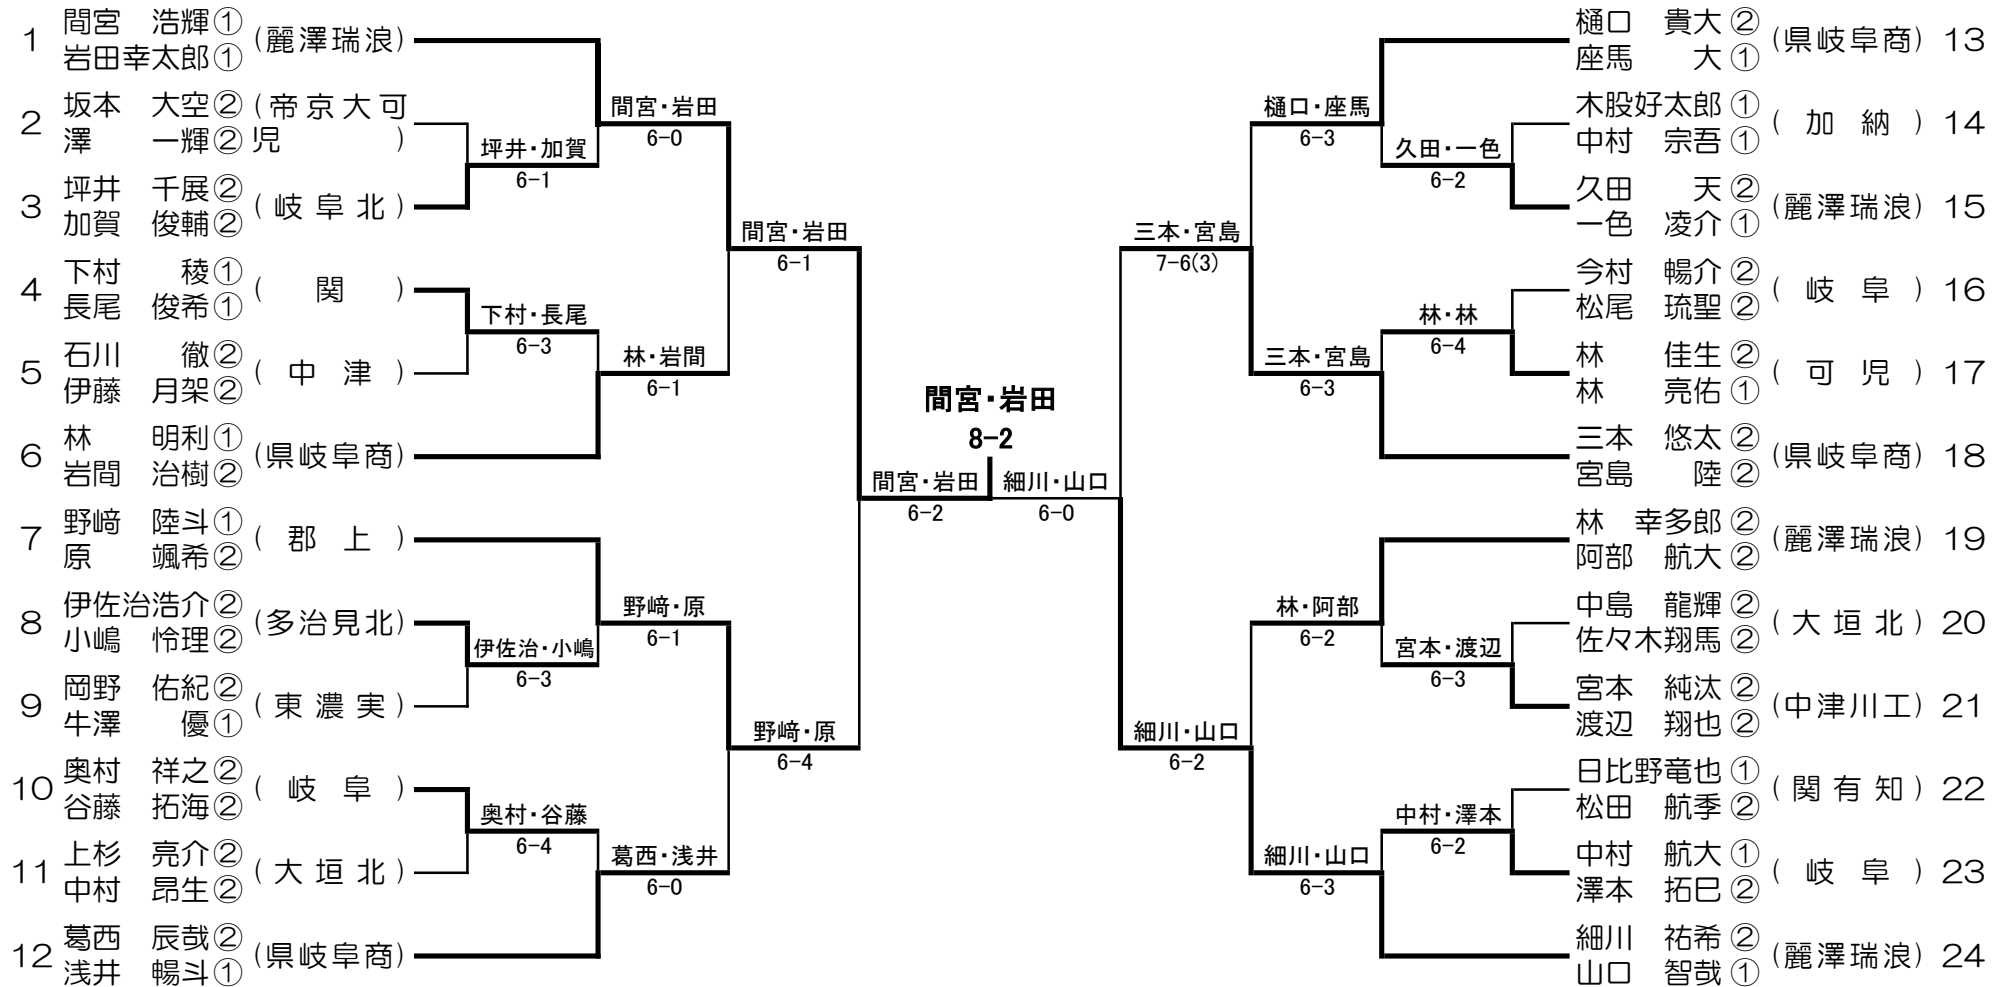 1 間宮 浩輝① (麗澤瑞浪)
岩田幸太郎①
2 坂本 大空② (帝京大可児)
澤 一輝②
3 坪井 千展② (岐阜北)
加賀 俊輔②
4 下村 稜① (関)
長尾 俊希①
5 石川 徹② (中津)
伊藤 月架②
6 林 明利① (県岐阜商)
岩間 治樹②
7 野﨑 陸斗① (郡上)
原 颯希②
8 伊佐治浩介② (多治見北)
小嶋 怜理②
9 岡野 佑紀② (東濃実)
牛澤 優①
10 奥村 祥之② (岐阜)
谷藤 拓海②
11 上杉 亮介② (大垣北)
中村 昂生②
12 葛西 辰哉② (県岐阜商)
浅井 暢斗①
坪井・加賀
6-1
下村・長尾
6-3
伊佐治・小嶋
6-3
奥村・谷藤
6-4
間宮・岩田
6-0
林・岩間
6-1
野﨑・原
6-1
葛西・浅井
6-0
間宮・岩田
6-1
野﨑・原
6-4
間宮・岩田
6-2
間宮・岩田
8-2
細川・山口
6-0
三本・宮島
7-6(3)
細川・山口
6-2
樋口・座馬
6-3
三本・宮島
6-3
林・阿部
6-2
細川・山口
6-3
久田・一色
6-2
林・林
6-4
宮本・渡辺
6-3
中村・澤本
6-2
樋口 貴大② (県岐阜商) 13
座馬 大①
木股好太郎① (加納) 14
中村 宗吾①
久田 天② (麗澤瑞浪) 15
一色 凌介①
今村 暢介② (岐阜) 16
松尾 琉聖②
林 佳生② (可児) 17
林 亮佑①
三本 悠太② (県岐阜商) 18
宮島 陸②
林 幸多郎② (麗澤瑞浪) 19
阿部 航大②
中島 龍輝② (大垣北) 20
佐々木翔馬②
宮本 純汰② (中津川工) 21
渡辺 翔也②
日比野竜也① (関有知) 22
松田 航季②
中村 航大① (岐阜) 23
澤本 拓巳②
細川 祐希② (麗澤瑞浪) 24
山口 智哉①